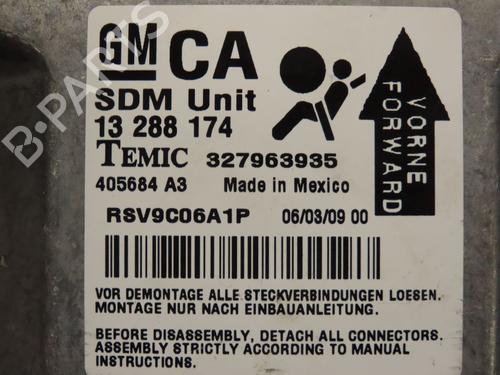 GM CA
SDM Unit
13 288 174
TEMIC 327963935
405684 A3 Made in Mexico
RSV9C06A1P 06/03/09 00
VORNE
FORWARD
VOR DEMONTAGE ALLE STECKVERBINDUNGEN LOESEN.
MONTAGE NUR NACH EINBAUANLEITUNG.
BEFORE DISASSEMBLY, DETACH ALL CONNECTORS.
ASSEMBLY STRICTLY ACCORDING TO MANUAL
INSTRUCTIONS.
B-PARTS